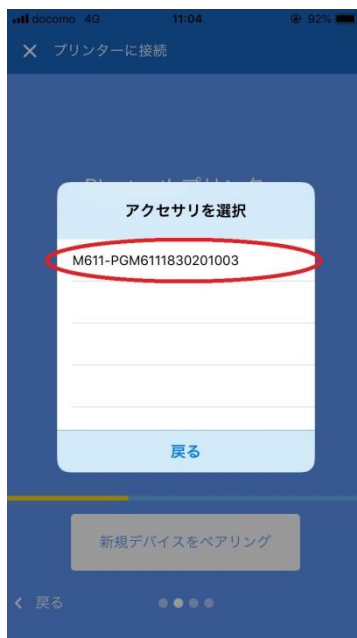 docomo 4G 11:04 92%
× プリンターに接続
アクセサリを選択
M611-PGM6111830201003
戻る
新規デバイスをペアリング
< 戻る